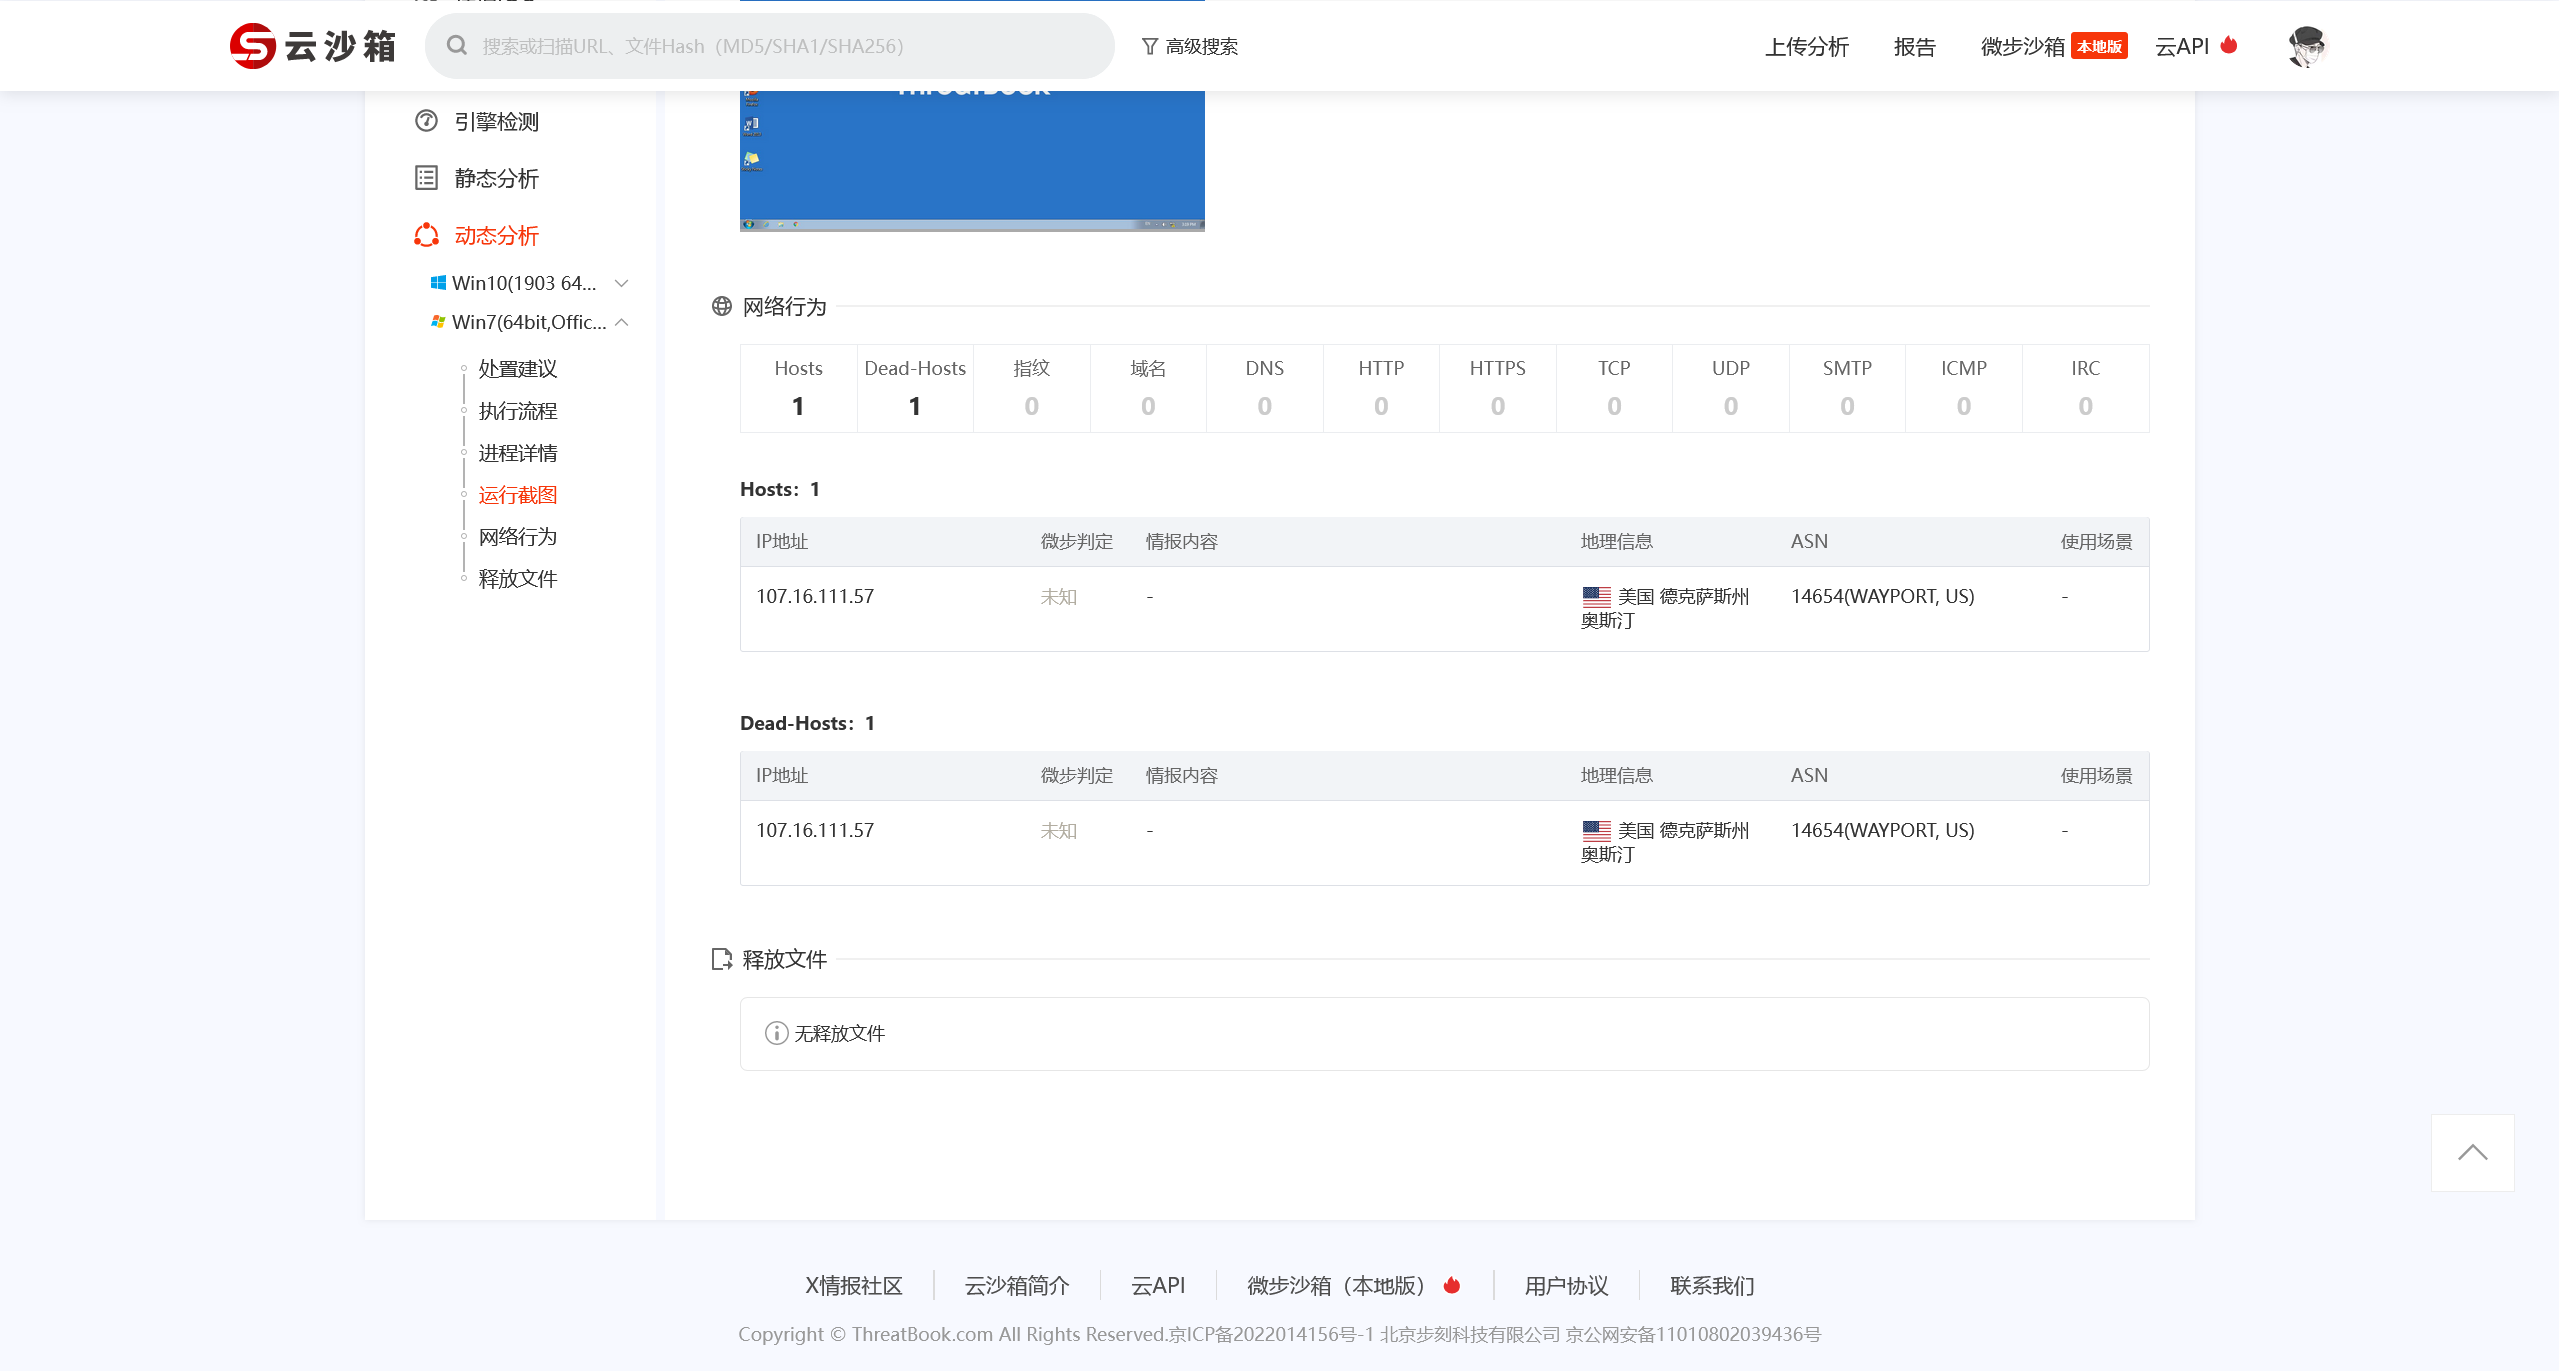 云沙箱
搜索或扫描URL、文件Hash（MD5/SHA1/SHA256）
高级搜索
上传分析
报告
微步沙箱 本地版
云API
引擎检测
静态分析
动态分析
Win10(1903 64...
Win7(64bit,Offic...
处置建议
执行流程
进程详情
运行截图
网络行为
释放文件
ThreatBook
网络行为
Hosts Dead-Hosts 指纹 域名 DNS HTTP HTTPS TCP UDP SMTP ICMP IRC
1 1 0 0 0 0 0 0 0 0 0 0
Hosts：1
IP地址 微步判定 情报内容 地理信息 ASN 使用场景
107.16.111.57 未知 - 美国 德克萨斯州 14654(WAYPORT, US) -
奥斯汀
Dead-Hosts：1
IP地址 微步判定 情报内容 地理信息 ASN 使用场景
107.16.111.57 未知 - 美国 德克萨斯州 14654(WAYPORT, US) -
奥斯汀
释放文件
无释放文件
X情报社区 云沙箱简介 云API 微步沙箱（本地版） 用户协议 联系我们
Copyright © ThreatBook.com All Rights Reserved.京ICP备2022014156号-1 北京步刻科技有限公司 京公网安备11010802039436号